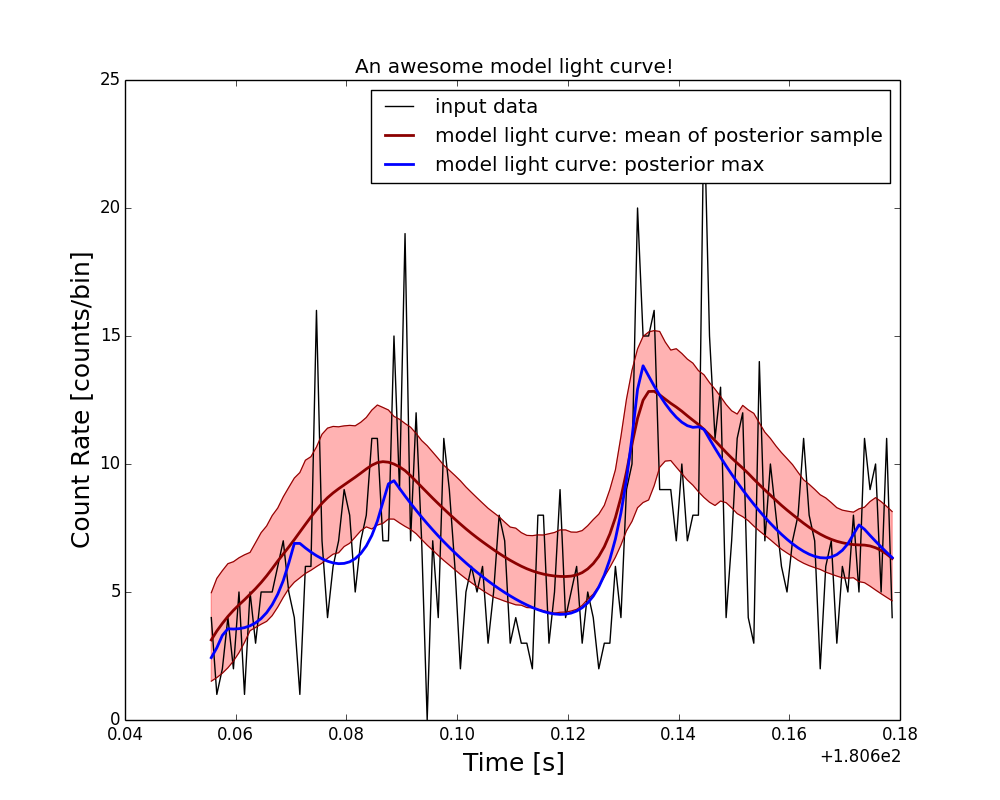 An awesome model light curve!
input data
model light curve: mean of posterior sample
model light curve: posterior max
Count Rate [counts/bin]
25
20
15
10
5
0
0.04 0.06 0.08 0.10 0.12 0.14 0.16 0.18
+1.806e2
Time [s]